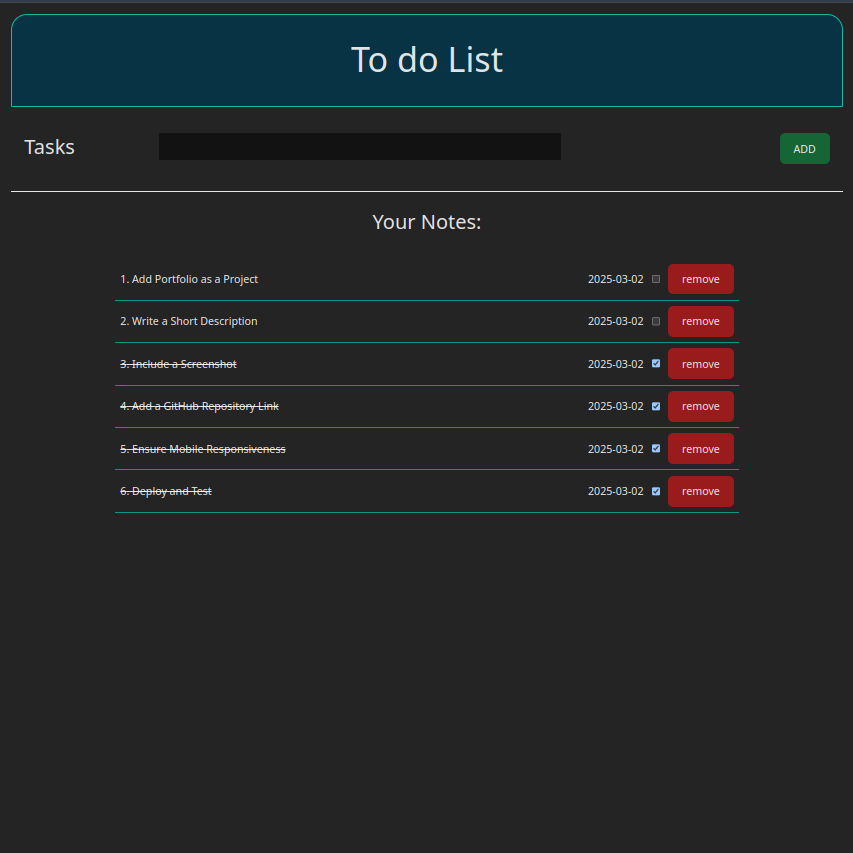 To do List
Tasks ADD
Your Notes:
1. Add Portfolio as a Project 2025-03-02 remove
2. Write a Short Description 2025-03-02 remove
3. Include a Screenshot 2025-03-02 remove
4. Add a GitHub Repository Link 2025-03-02 remove
5. Ensure Mobile Responsiveness 2025-03-02 remove
6. Deploy and Test 2025-03-02 remove